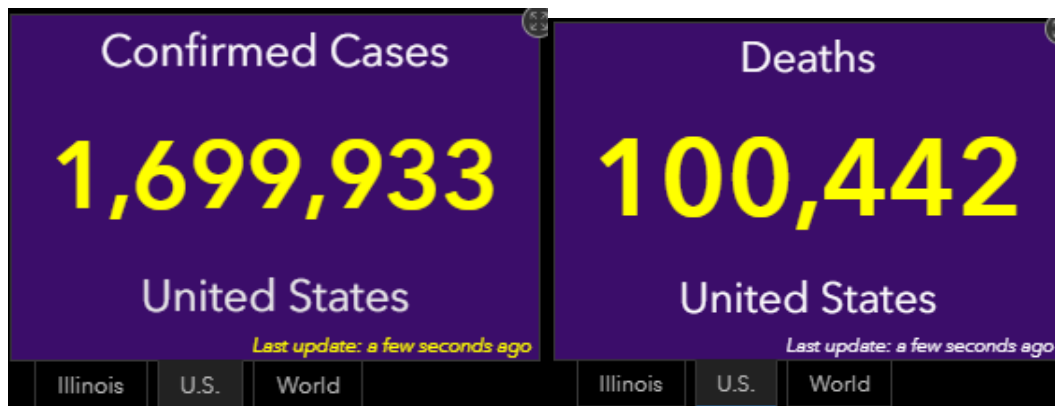 Confirmed Cases
1,699,933
United States
Last update: a few seconds ago
Illinois U.S. World
Deaths
100,442
United States
Last update: a few seconds ago
Illinois U.S. World